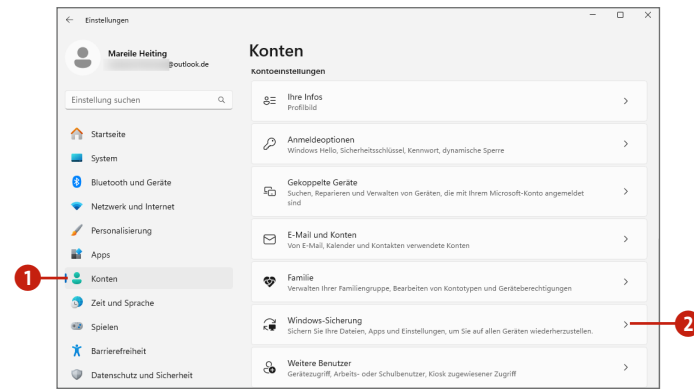 Einstellungen
Mareile Heiting
@outlook.de
Einstellung suchen
Startseite
System
Bluetooth und Geräte
Netzwerk und Internet
Personalisierung
Apps
1
Konten
Zeit und Sprache
Spielen
Barrierefreiheit
Datenschutz und Sicherheit
Konten
Kontoeinstellungen
Ihre Infos
Profilbild
Anmeldeoptionen
Windows Hello, Sicherheitsschlüssel, Kennwort, dynamische Sperre
Gekoppelte Geräte
Suchen, Reparieren und Verwalten von Geräten, die mit Ihrem Microsoft-Konto angemeldet
sind
E-Mail und Konten
Von E-Mail, Kalender und Kontakten verwendete Konten
Familie
Verwalten Ihrer Familiengruppe, Bearbeiten von Kontotypen und Geräteberechtigungen
Windows-Sicherung
Sichern Sie Ihre Dateien, Apps und Einstellungen, um Sie auf allen Geräten wiederherzustellen.
2
Weitere Benutzer
Gerätezugriff, Arbeits- oder Schulbenutzer, Kiosk zugewiesener Zugriff